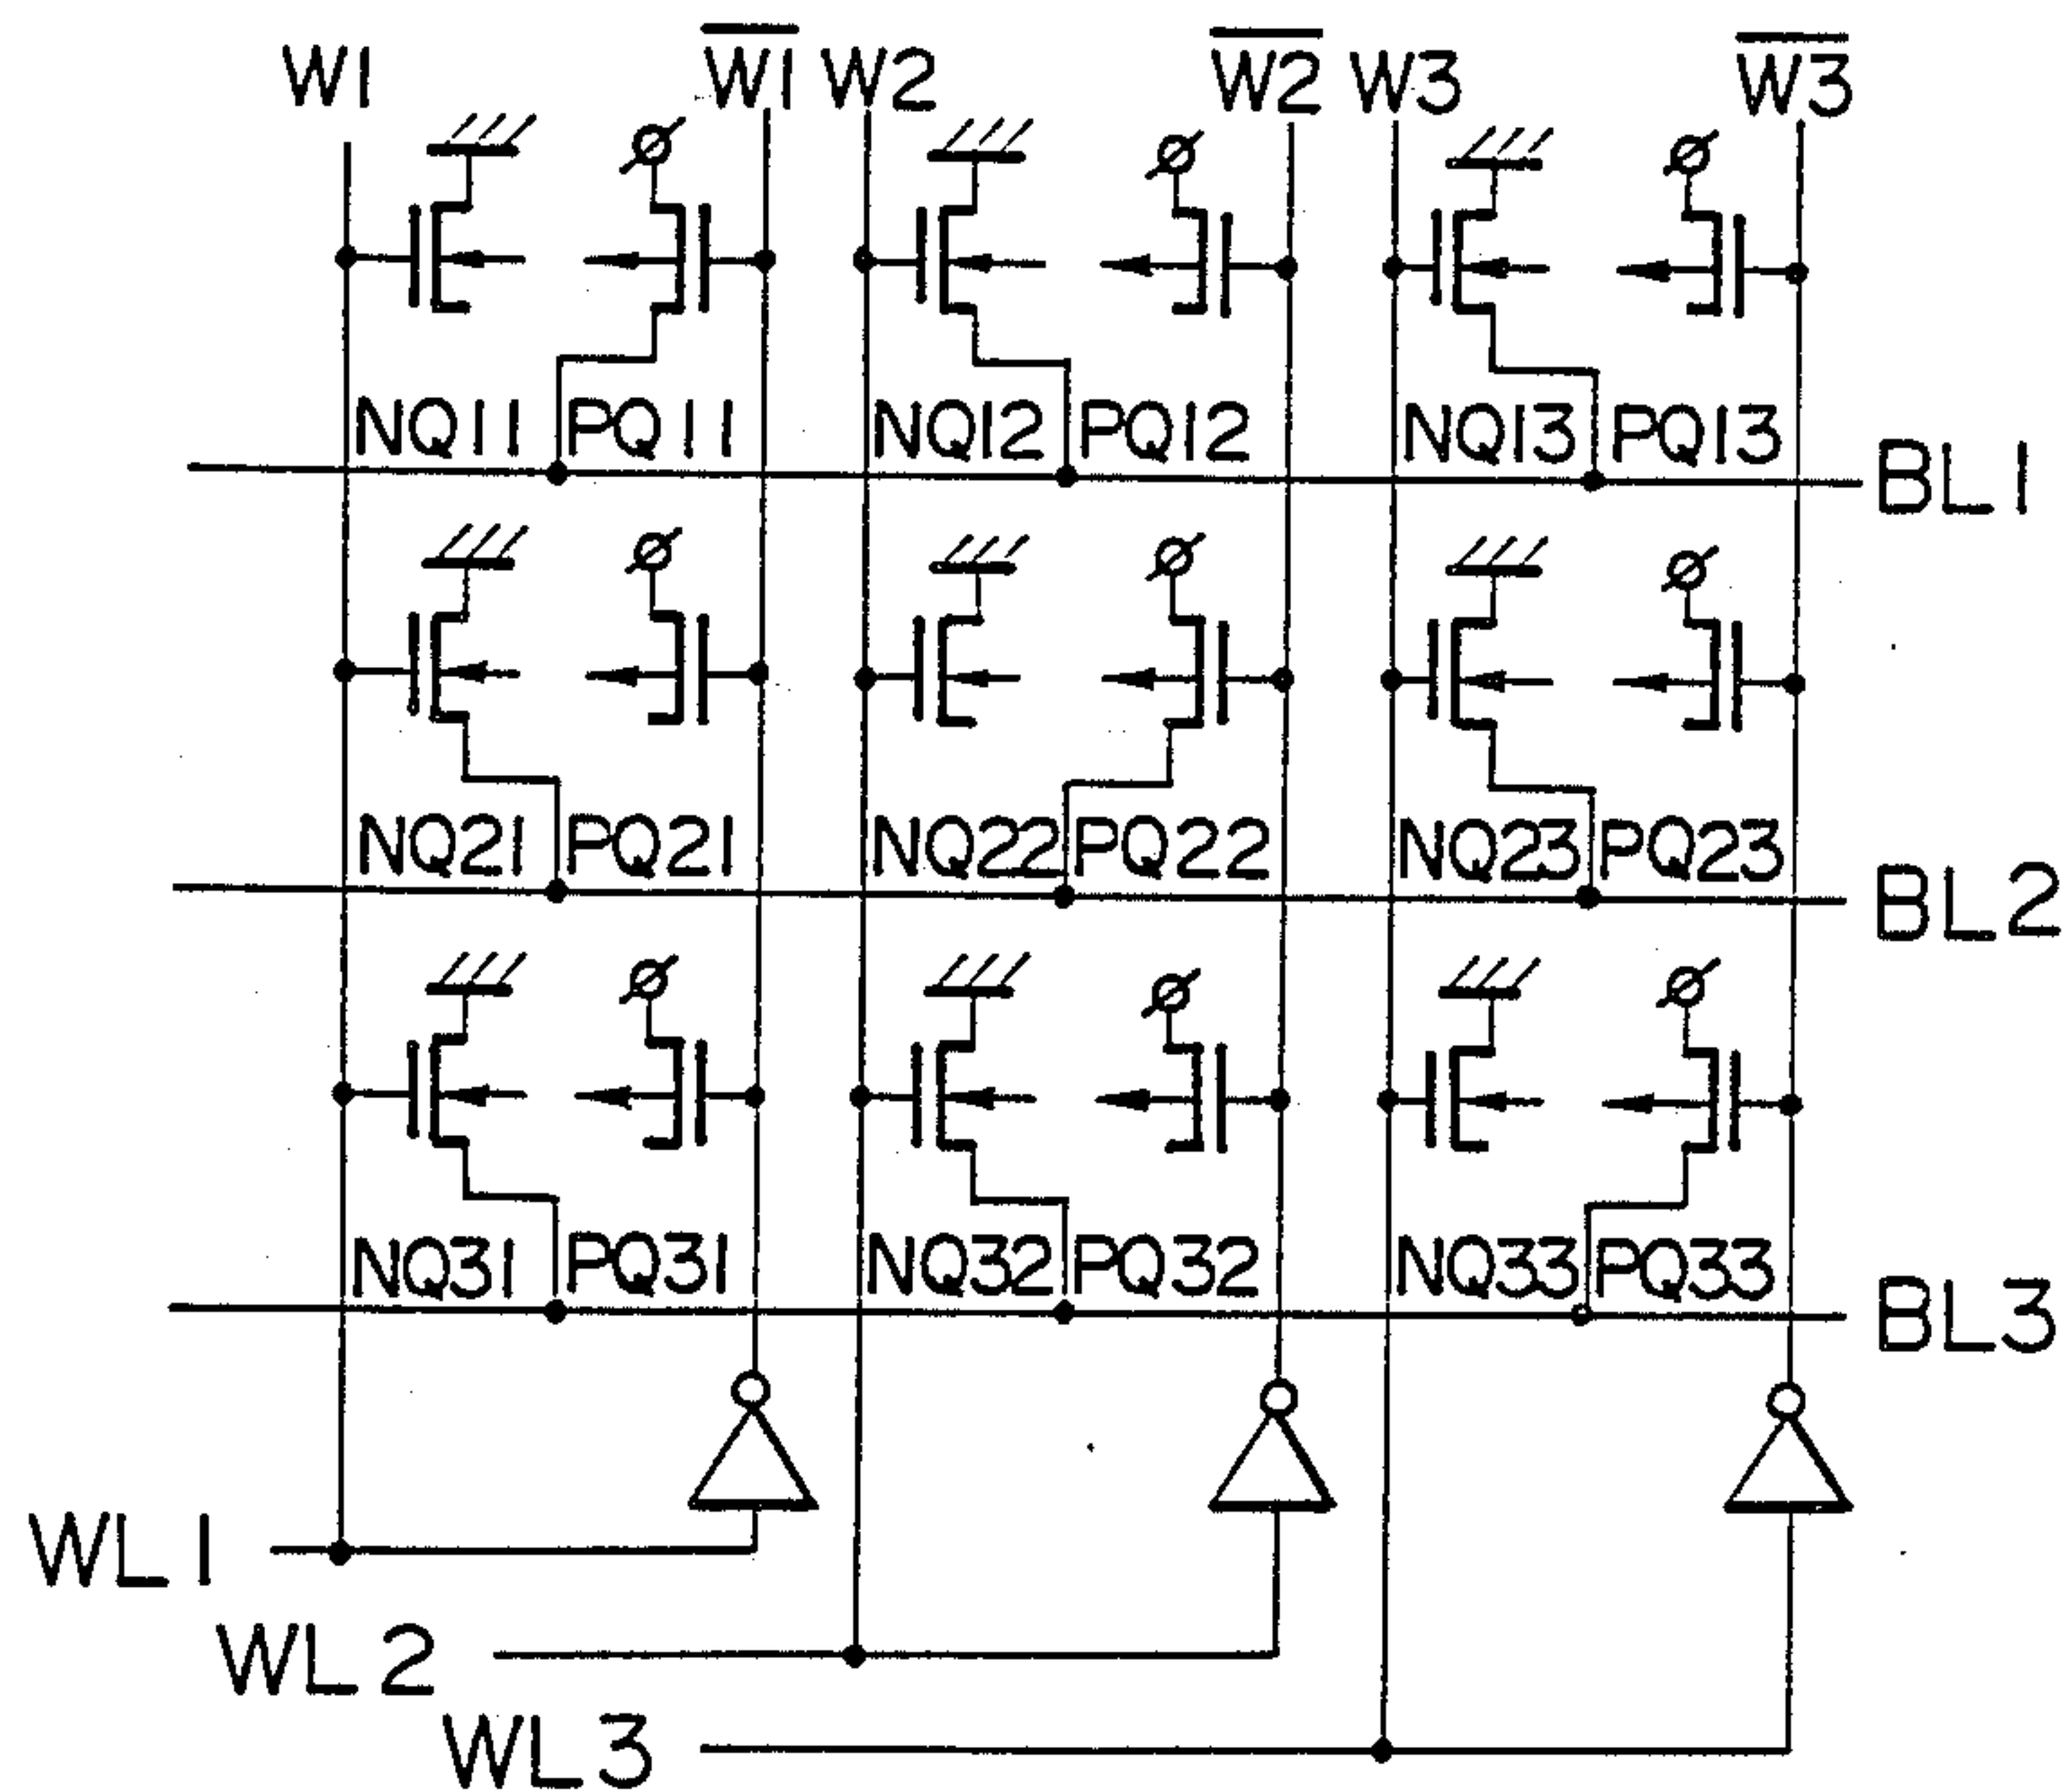 W1 W̅1̅ W2 W̅2̅ W3 W̅3̅
NQ11 PQ11 NQ12 PQ12 NQ13 PQ13
BL1
NQ21 PQ21 NQ22 PQ22 NQ23 PQ23
BL2
NQ31 PQ31 NQ32 PQ32 NQ33 PQ33
BL3
WL1
WL2
WL3